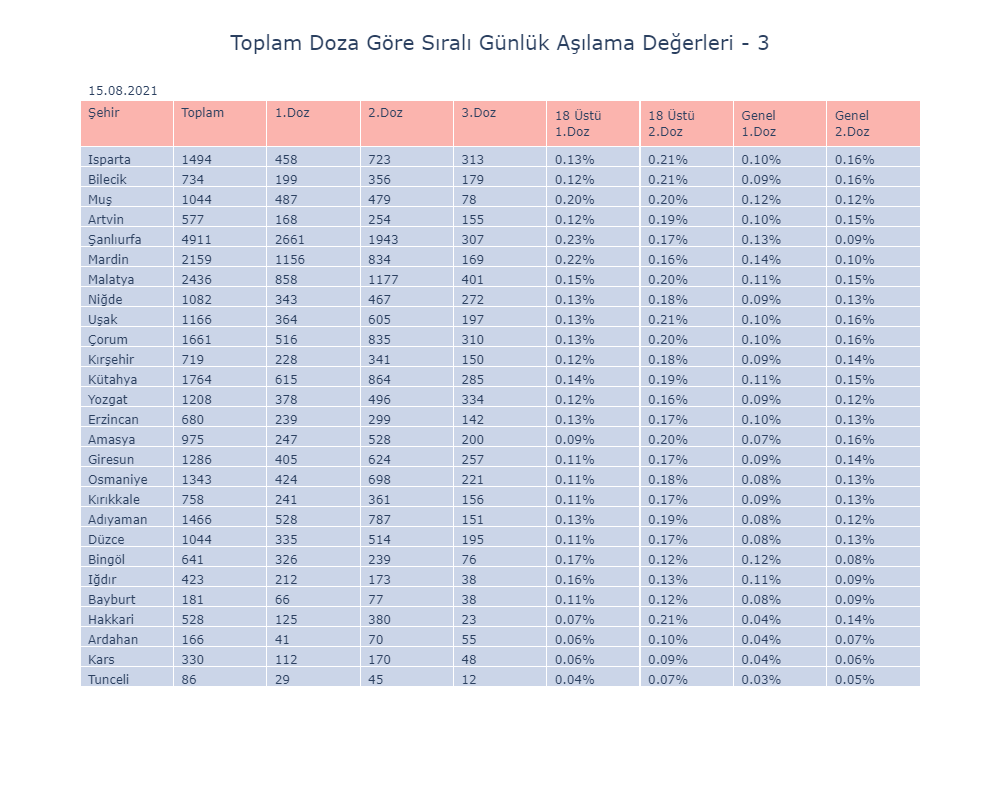 Toplam Doza Göre Sıralı Günlük Aşılama Değerleri - 3
15.08.2021
Şehir Toplam 1.Doz 2.Doz 3.Doz 18 Üstü 1.Doz 18 Üstü 2.Doz Genel 1.Doz Genel 2.Doz
Isparta 1494 458 723 313 0.13% 0.21% 0.10% 0.16%
Bilecik 734 199 356 179 0.12% 0.21% 0.09% 0.16%
Muş 1044 487 479 78 0.20% 0.20% 0.12% 0.12%
Artvin 577 168 254 155 0.12% 0.19% 0.10% 0.15%
Şanlıurfa 4911 2661 1943 307 0.23% 0.17% 0.13% 0.09%
Mardin 2159 1156 834 169 0.22% 0.16% 0.14% 0.10%
Malatya 2436 858 1177 401 0.15% 0.20% 0.11% 0.15%
Niğde 1082 343 467 272 0.13% 0.18% 0.09% 0.13%
Uşak 1166 364 605 197 0.13% 0.21% 0.10% 0.16%
Çorum 1661 516 835 310 0.13% 0.20% 0.10% 0.16%
Kırşehir 719 228 341 150 0.12% 0.18% 0.09% 0.14%
Kütahya 1764 615 864 285 0.14% 0.19% 0.11% 0.15%
Yozgat 1208 378 496 334 0.12% 0.16% 0.09% 0.12%
Erzincan 680 239 299 142 0.13% 0.17% 0.10% 0.13%
Amasya 975 247 528 200 0.09% 0.20% 0.07% 0.16%
Giresun 1286 405 624 257 0.11% 0.17% 0.09% 0.14%
Osmaniye 1343 424 698 221 0.11% 0.18% 0.08% 0.13%
Kırıkkale 758 241 361 156 0.11% 0.17% 0.09% 0.13%
Adıyaman 1466 528 787 151 0.13% 0.19% 0.08% 0.12%
Düzce 1044 335 514 195 0.11% 0.17% 0.08% 0.13%
Bingöl 641 326 239 76 0.17% 0.12% 0.12% 0.08%
Iğdır 423 212 173 38 0.16% 0.13% 0.11% 0.09%
Bayburt 181 66 77 38 0.11% 0.12% 0.08% 0.09%
Hakkari 528 125 380 23 0.07% 0.21% 0.04% 0.14%
Ardahan 166 41 70 55 0.06% 0.10% 0.04% 0.07%
Kars 330 112 170 48 0.06% 0.09% 0.04% 0.06%
Tunceli 86 29 45 12 0.04% 0.07% 0.03% 0.05%